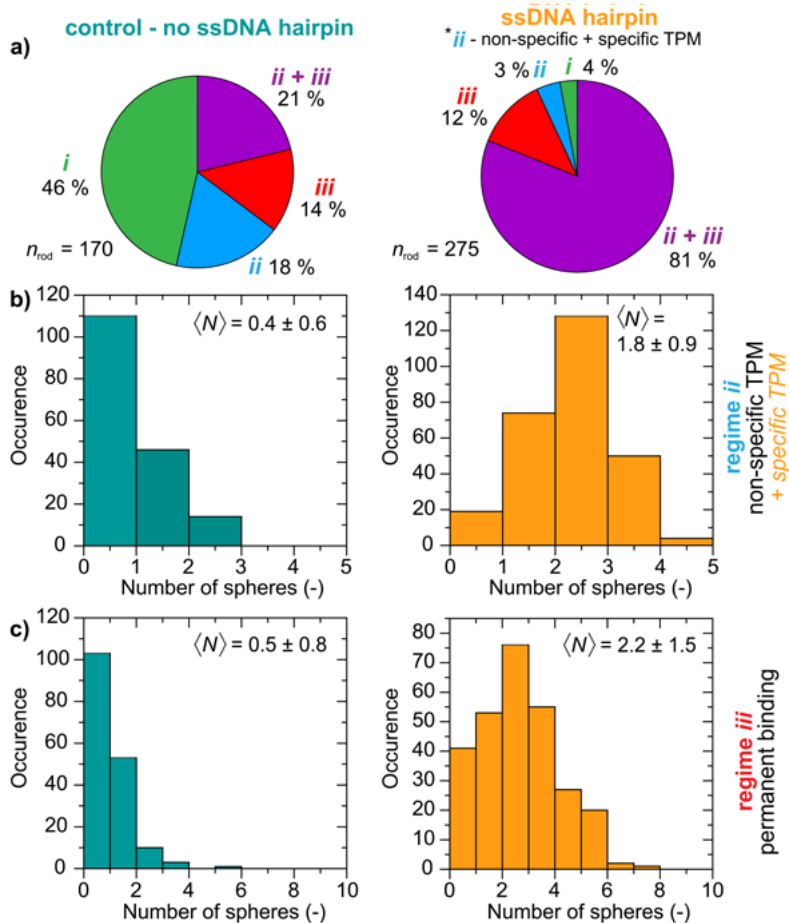 control - no ssDNA hairpin
ssDNA hairpin
*ii - non-specific + specific TPM
a)
ii + iii
21 %
iii
14 %
ii 18 %
i
46 %
n_rod = 170
3 % ii
i 4 %
iii
12 %
ii + iii
81 %
n_rod = 275
b)
⟨N⟩ = 0.4 ± 0.6
Occurence
120
100
80
60
40
20
0
0 1 2 3 4 5
Number of spheres (-)
⟨N⟩ =
1.8 ± 0.9
Occurence
140
120
100
80
60
40
20
0
0 1 2 3 4 5
Number of spheres (-)
regime ii
non-specific TPM
+ specific TPM
c)
⟨N⟩ = 0.5 ± 0.8
Occurence
120
100
80
60
40
20
0
0 2 4 6 8 10
Number of spheres (-)
⟨N⟩ = 2.2 ± 1.5
Occurence
80
70
60
50
40
30
20
10
0
0 2 4 6 8 10
Number of spheres (-)
regime iii
permanent binding